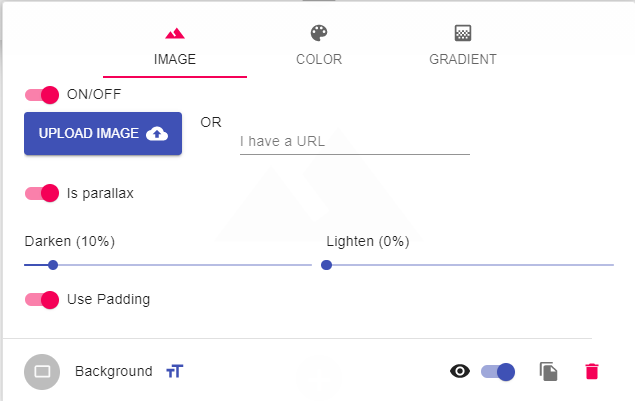 IMAGE COLOR GRADIENT
ON/OFF
UPLOAD IMAGE OR
I have a URL
Is parallax
Darken (10%) Lighten (0%)
Use Padding
Background